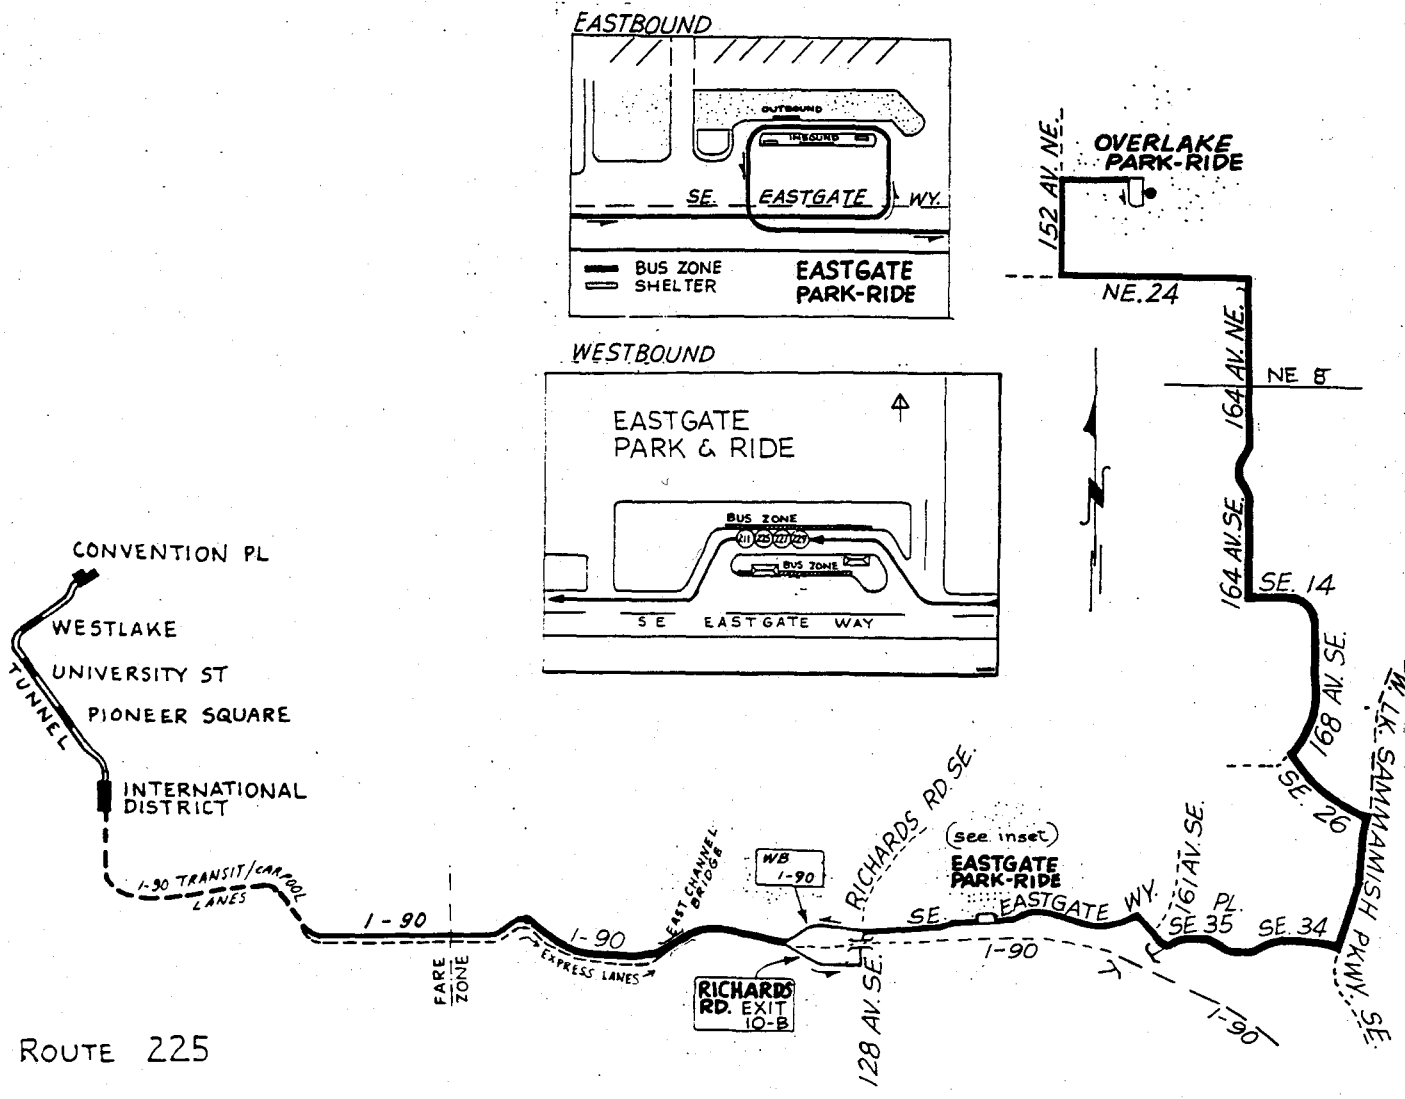 EASTBOUND
OUTBOUND
INBOUND
SE. EASTGATE WY.
BUS ZONE
SHELTER
EASTGATE
PARK-RIDE
WESTBOUND
EASTGATE
PARK & RIDE
BUS ZONE
211 225 227 229
BUS ZONE
SE EASTGATE WAY
152 AV. NE.
OVERLAKE
PARK-RIDE
NE. 24
164 AV. NE.
NE 8
164 AV. SE.
N
SE. 14
168 AV. SE.
SE. 26
W. LK. SAMMAMISH PKWY. SE.
CONVENTION PL
WESTLAKE
UNIVERSITY ST
PIONEER SQUARE
TUNNEL
INTERNATIONAL
DISTRICT
I-90 TRANSIT/CARPOOL
LANES
I-90
FARE
ZONE
I-90
EXPRESS LANES
EAST CHANNEL
BRIDGE
WB
I-90
RICHARDS
RD. EXIT
10-B
RICHARDS RD. SE.
128 AV. SE.
(see inset)
EASTGATE
PARK-RIDE
SE. EASTGATE WY.
I-90
161 AV. SE.
SE 35 PL.
SE. 34
I-90
ROUTE 225